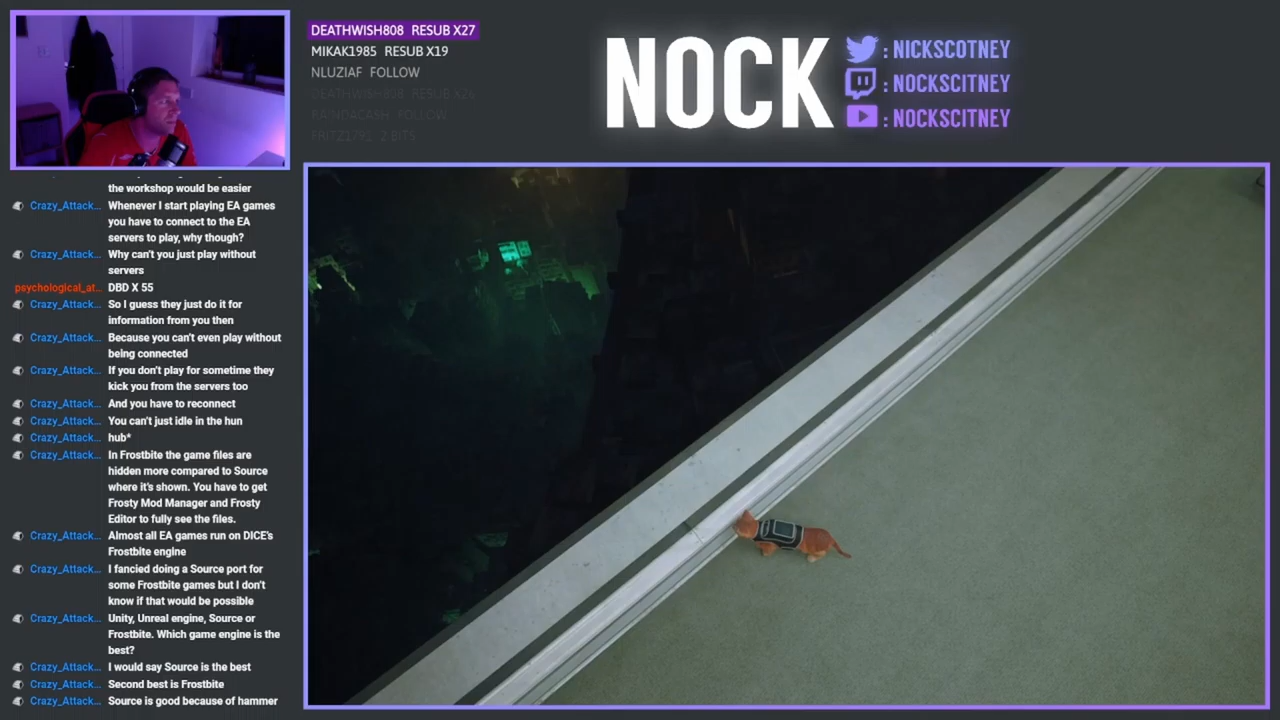 DEATHWISH808 RESUB X27
MIKAK1985 RESUB X19
NLUZIAF FOLLOW
DEATHWISH808 RESUB X26
RAINDACASH FOLLOW
FRITZ1791 2 BITS
NOCK
: NICKSCOTNEY
: NOCKSCITNEY
: NOCKSCITNEY
the workshop would be easier
Crazy_Attack... Whenever I start playing EA games
you have to connect to the EA
servers to play, why though?
Crazy_Attack... Why can't you just play without
servers
psychological_at... DBD X 55
Crazy_Attack... So I guess they just do it for
information from you then
Crazy_Attack... Because you can't even play without
being connected
Crazy_Attack... If you don't play for sometime they
kick you from the servers too
Crazy_Attack... And you have to reconnect
Crazy_Attack... You can't just idle in the hun
Crazy_Attack... hub*
Crazy_Attack... In Frostbite the game files are
hidden more compared to Source
where it's shown. You have to get
Frosty Mod Manager and Frosty
Editor to fully see the files.
Crazy_Attack... Almost all EA games run on DICE's
Frostbite engine
Crazy_Attack... I fancied doing a Source port for
some Frostbite games but I don't
know if that would be possible
Crazy_Attack... Unity, Unreal engine, Source or
Frostbite. Which game engine is the
best?
Crazy_Attack... I would say Source is the best
Crazy_Attack... Second best is Frostbite
Crazy_Attack... Source is good because of hammer